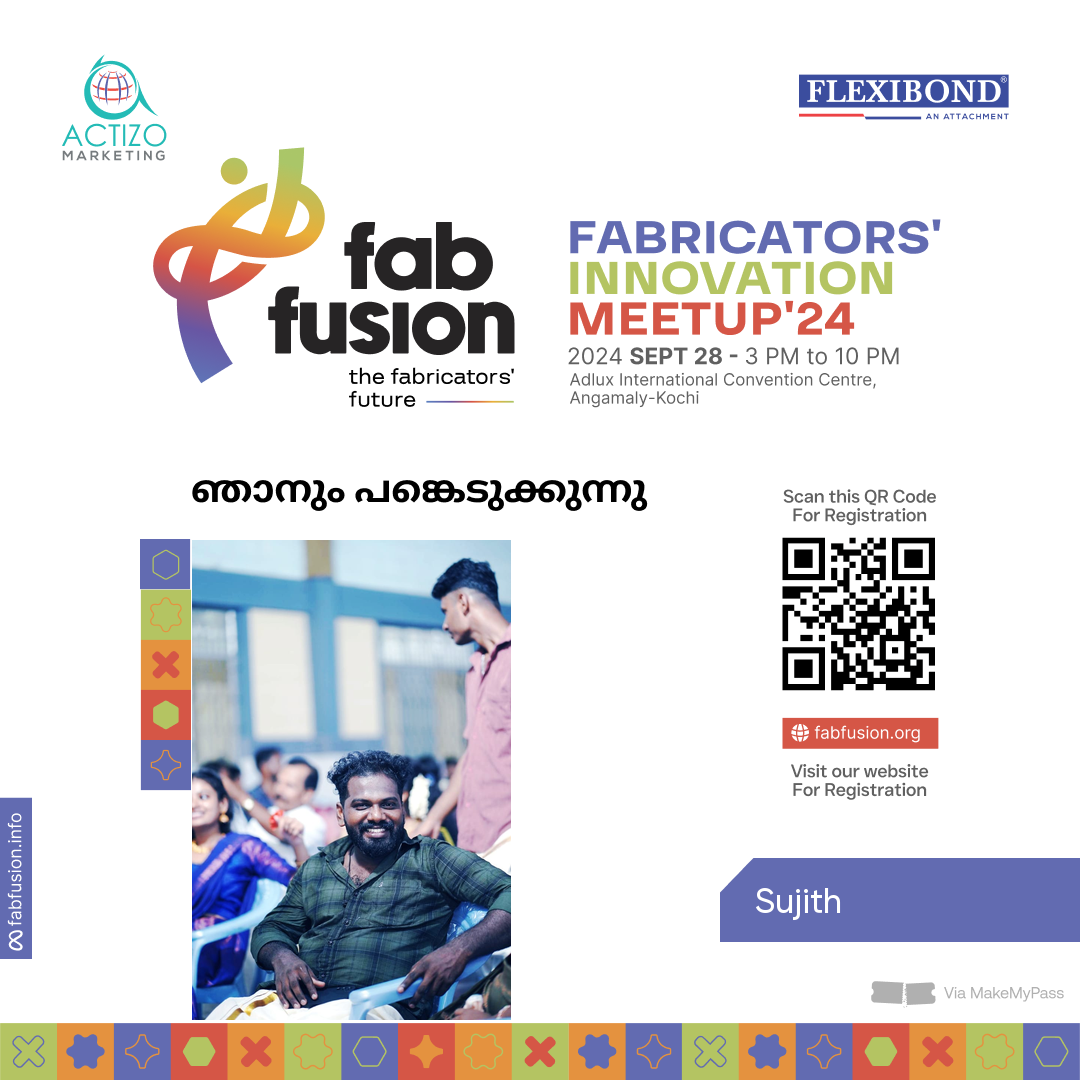 ACTIZO
MARKETING
FLEXIBOND®
AN ATTACHMENT
fab
fusion
the fabricators'
future
FABRICATORS'
INNOVATION
MEETUP'24
2024 SEPT 28 - 3 PM to 10 PM
Adlux International Convention Centre,
Angamaly-Kochi
ഞാനും പങ്കെടുക്കുന്നു
Scan this QR Code
For Registration
fabfusion.org
Visit our website
For Registration
fabfusion.info
Sujith
Via MakeMyPass